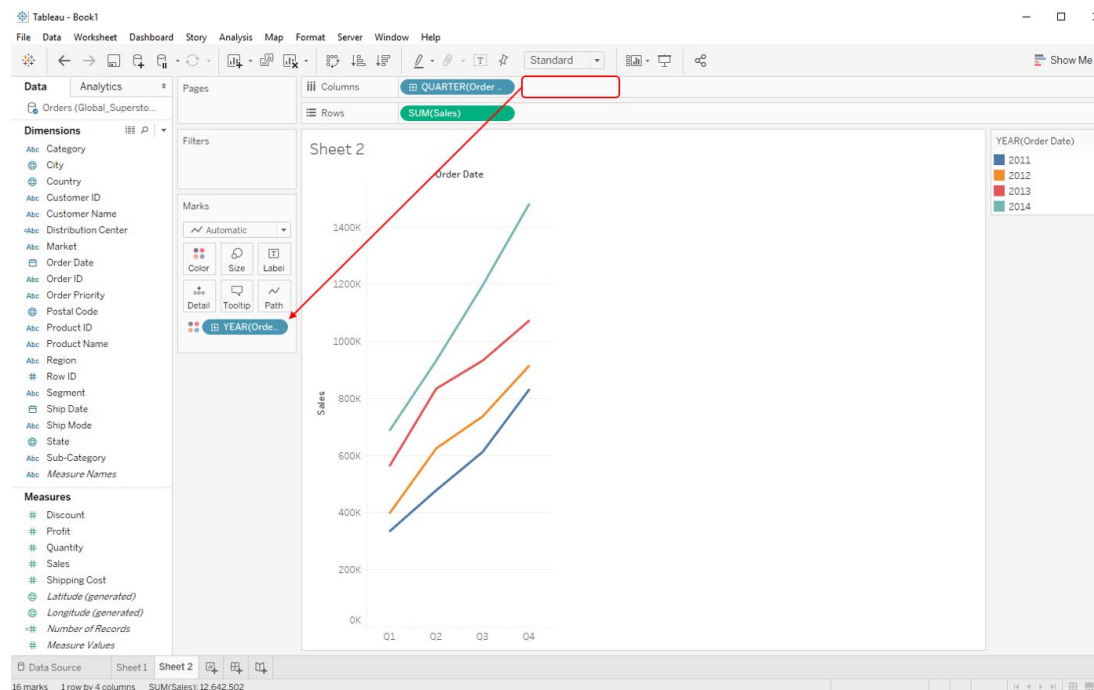 Tableau - Book1
File Data Worksheet Dashboard Story Analysis Map Format Server Window Help
Standard
Show Me
Data Analytics
Pages
Columns QUARTER(Order ..
Orders (Global_Supersto...
Rows SUM(Sales)
Dimensions
Filters
Sheet 2
YEAR(Order Date)
Abc Category
2011
City
2012
Country
Order Date
2013
Abc Customer ID
2014
Abc Customer Name
Marks
=Abc Distribution Center
Automatic
1400K
Abc Market
Order Date
Color Size Label
Abc Order ID
1200K
Abc Order Priority
Postal Code
Detail Tooltip Path
Abc Product ID
YEAR(Orde..
Abc Product Name
1000K
Abc Region
# Row ID
Abc Segment
800K
Sales
Ship Date
Abc Ship Mode
State
600K
Abc Sub-Category
Abc Measure Names
Measures
400K
# Discount
# Profit
# Quantity
# Sales
200K
# Shipping Cost
Latitude (generated)
Longitude (generated)
0K
=# Number of Records
Q1 Q2 Q3 Q4
# Measure Values
Data Source Sheet 1 Sheet 2
16 marks 1 row by 4 columns SUM(Sales): 12,642,502